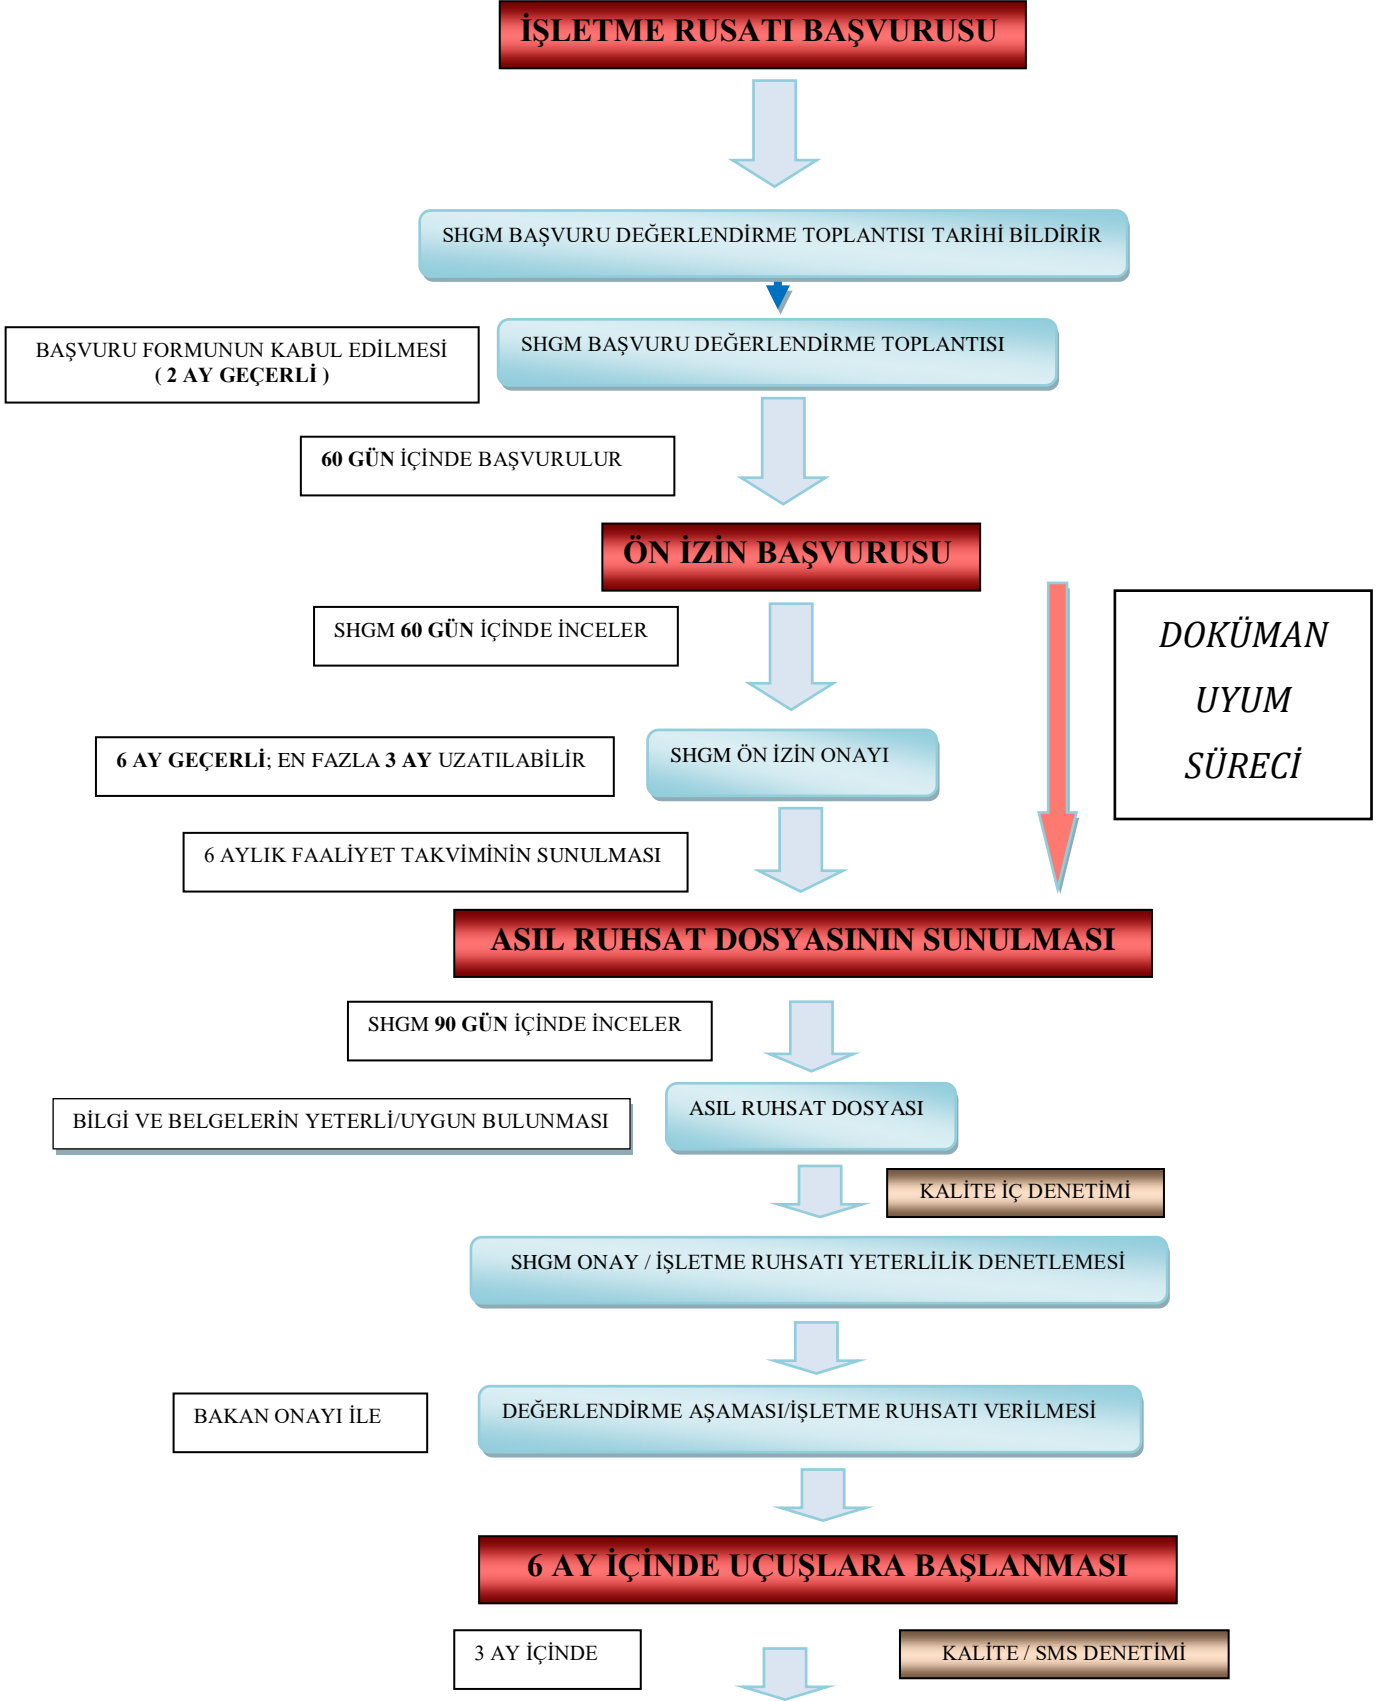 İŞLETME RUSATI BAŞVURUSU
SHGM BAŞVURU DEĞERLENDİRME TOPLANTISI TARİHİ BİLDİRİR
SHGM BAŞVURU DEĞERLENDİRME TOPLANTISI
BAŞVURU FORMUNUN KABUL EDİLMESİ
( 2 AY GEÇERLİ )
60 GÜN İÇİNDE BAŞVURULUR
ÖN İZİN BAŞVURUSU
SHGM 60 GÜN İÇİNDE İNCELER
DOKÜMAN
UYUM
SÜRECİ
6 AY GEÇERLİ; EN FAZLA 3 AY UZATILABİLİR
SHGM ÖN İZİN ONAYI
6 AYLIK FAALİYET TAKVİMİNİN SUNULMASI
ASIL RUHSAT DOSYASININ SUNULMASI
SHGM 90 GÜN İÇİNDE İNCELER
BİLGİ VE BELGELERİN YETERLİ/UYGUN BULUNMASI
ASIL RUHSAT DOSYASI
KALİTE İÇ DENETİMİ
SHGM ONAY / İŞLETME RUHSATI YETERLİLİK DENETLEMESİ
BAKAN ONAYI İLE
DEĞERLENDİRME AŞAMASI/İŞLETME RUHSATI VERİLMESİ
6 AY İÇİNDE UÇUŞLARA BAŞLANMASI
3 AY İÇİNDE
KALİTE / SMS DENETİMİ